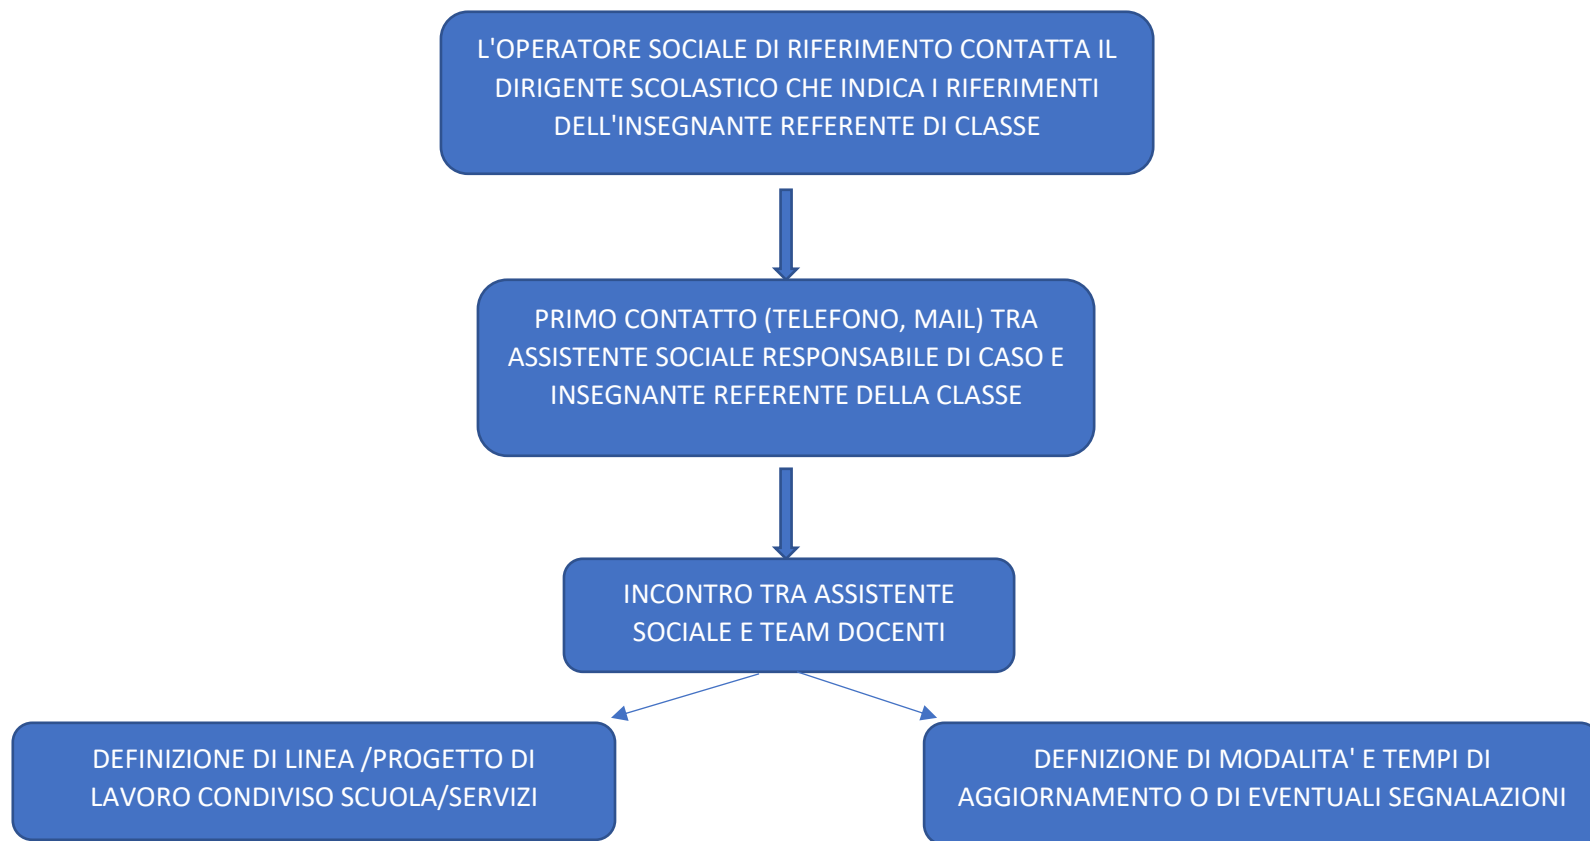 L'OPERATORE SOCIALE DI RIFERIMENTO CONTATTA IL
DIRIGENTE SCOLASTICO CHE INDICA I RIFERIMENTI
DELL'INSEGNANTE REFERENTE DI CLASSE
PRIMO CONTATTO (TELEFONO, MAIL) TRA
ASSISTENTE SOCIALE RESPONSABILE DI CASO E
INSEGNANTE REFERENTE DELLA CLASSE
INCONTRO TRA ASSISTENTE
SOCIALE E TEAM DOCENTI
DEFINIZIONE DI LINEA /PROGETTO DI
LAVORO CONDIVISO SCUOLA/SERVIZI
DEFNIZIONE DI MODALITA' E TEMPI DI
AGGIORNAMENTO O DI EVENTUALI SEGNALAZIONI